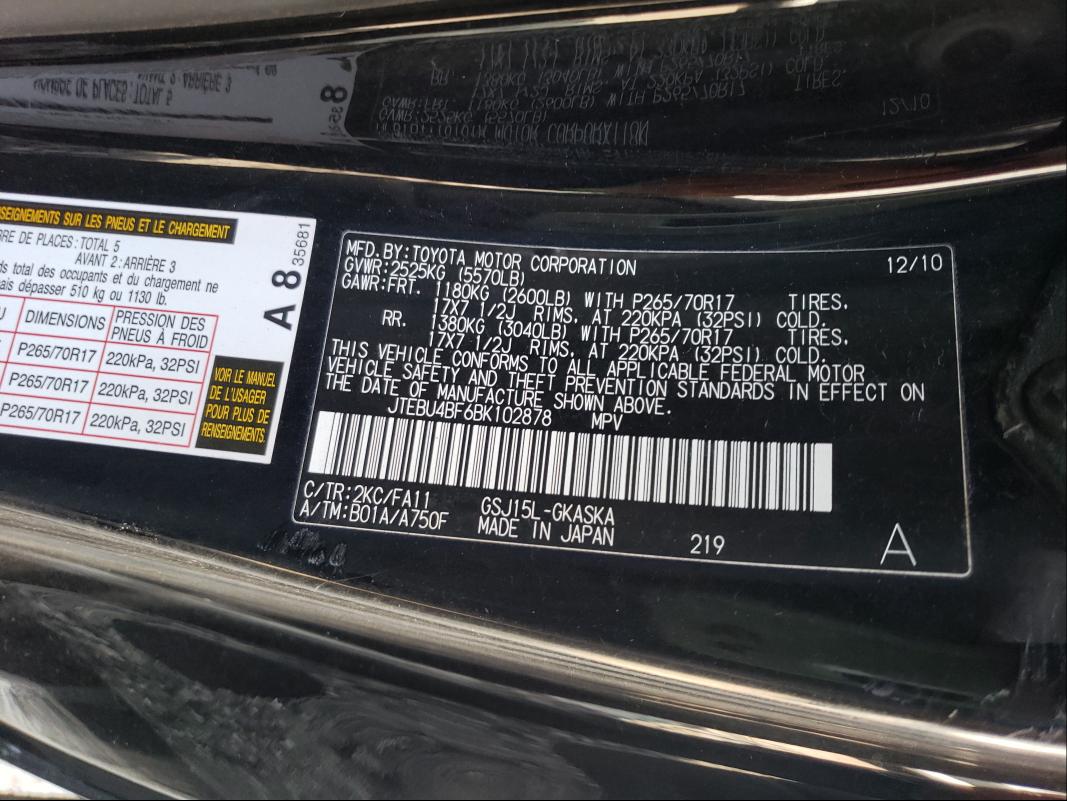 SEIGNEMENTS SUR LES PNEUS ET LE CHARGEMENT
RE DE PLACES: TOTAL 5
AVANT 2: ARRIÈRE 3
ds total des occupants et du chargement ne
ais dépasser 510 kg ou 1130 lb.
DIMENSIONS PRESSION DES PNEUS À FROID
P265/70R17 220kPa, 32PSI
P265/70R17 220kPa, 32PSI
P265/70R17 220kPa, 32PSI
VOIR LE MANUEL
DE L'USAGER
POUR PLUS DE
RENSEIGNEMENTS.
A 8 35681
MFD. BY: TOYOTA MOTOR CORPORATION 12/10
GVWR: 2525KG (5570LB)
GAWR: FRT. 1180KG (2600LB) WITH P265/70R17 TIRES.
17X7 1/2J RIMS. AT 220KPA (32PSI) COLD.
RR. 1380KG (3040LB) WITH P265/70R17 TIRES.
17X7 1/2J RIMS. AT 220KPA (32PSI) COLD.
THIS VEHICLE CONFORMS TO ALL APPLICABLE FEDERAL MOTOR
VEHICLE SAFETY AND THEFT PREVENTION STANDARDS IN EFFECT ON
THE DATE OF MANUFACTURE SHOWN ABOVE.
JTEBU4BF6BK102878 MPV
C/TR: 2KC/FA11 GSJ15L-GKASKA
A/TM: B01A/A750F MADE IN JAPAN 219 A